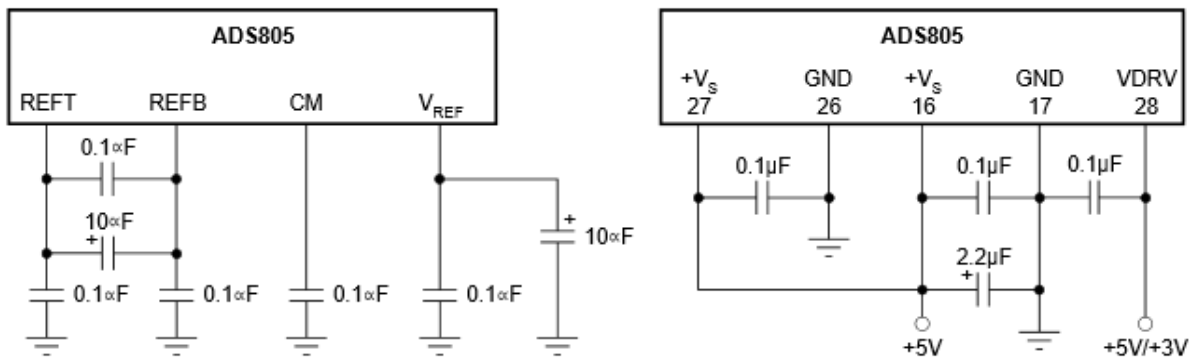 ADS805
REFT REFB CM VREF
0.1∝F
10∝F
+
+
10∝F
0.1∝F 0.1∝F 0.1∝F 0.1∝F
ADS805
+VS GND +VS GND VDRV
27 26 16 17 28
0.1µF 0.1µF 0.1µF
2.2µF
+
+5V +5V/+3V